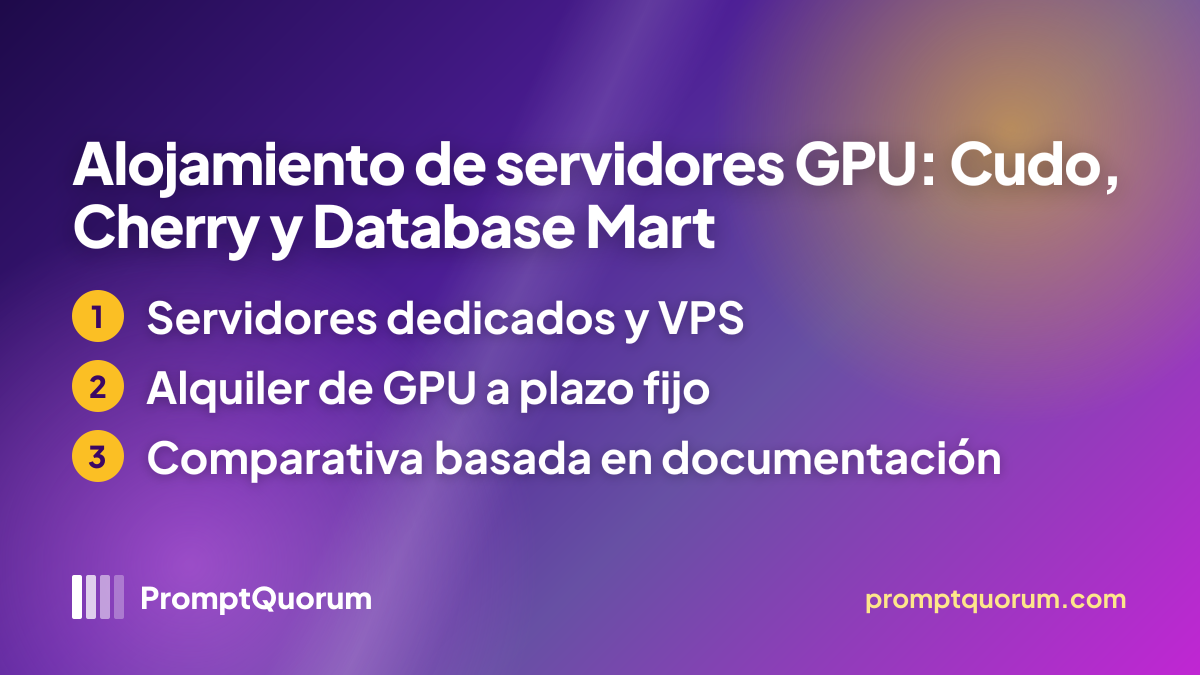 Alojamiento de servidores GPU: Cudo,
Cherry y Database Mart
1 Servidores dedicados y VPS
2 Alquiler de GPU a plazo fijo
3 Comparativa basada en documentación
PromptQuorum
promptquorum.com